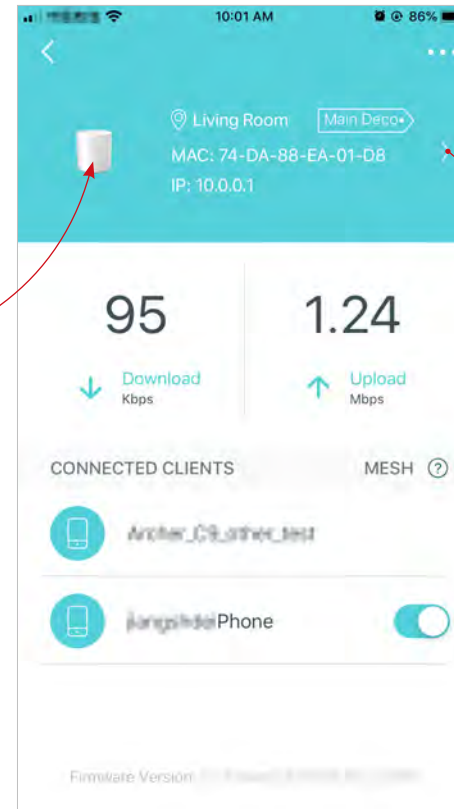 10:01 AM
86%
Living Room
Main Deco
MAC: 74-DA-88-EA-01-D8
IP: 10.0.0.1
95
1.24
Download
Kbps
Upload
Mbps
CONNECTED CLIENTS
MESH ?
Archer_C9_other_test
Phone
Firmware Version